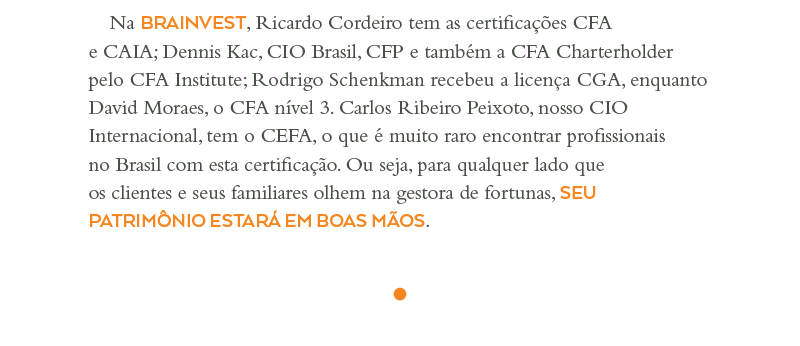 Na BRAINVEST, Ricardo Cordeiro tem as certificações CFA
e CAIA; Dennis Kac, CIO Brasil, CFP e também a CFA Charterholder
pelo CFA Institute; Rodrigo Schenkman recebeu a licença CGA, enquanto
David Moraes, o CFA nível 3. Carlos Ribeiro Peixoto, nosso CIO
Internacional, tem o CEFA, o que é muito raro encontrar profissionais
no Brasil com esta certificação. Ou seja, para qualquer lado que
os clientes e seus familiares olhem na gestora de fortunas, SEU
PATRIMÔNIO ESTARÁ EM BOAS MÃOS.